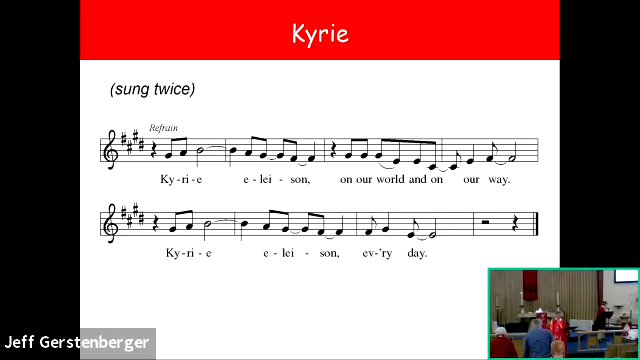 Kyrie
(sung twice)
Refrain
Ky - ri - e e - lei - son, on our world and on our way.
Ky - ri - e e - lei - son, ev-'ry day.
Jeff Gerstenberger